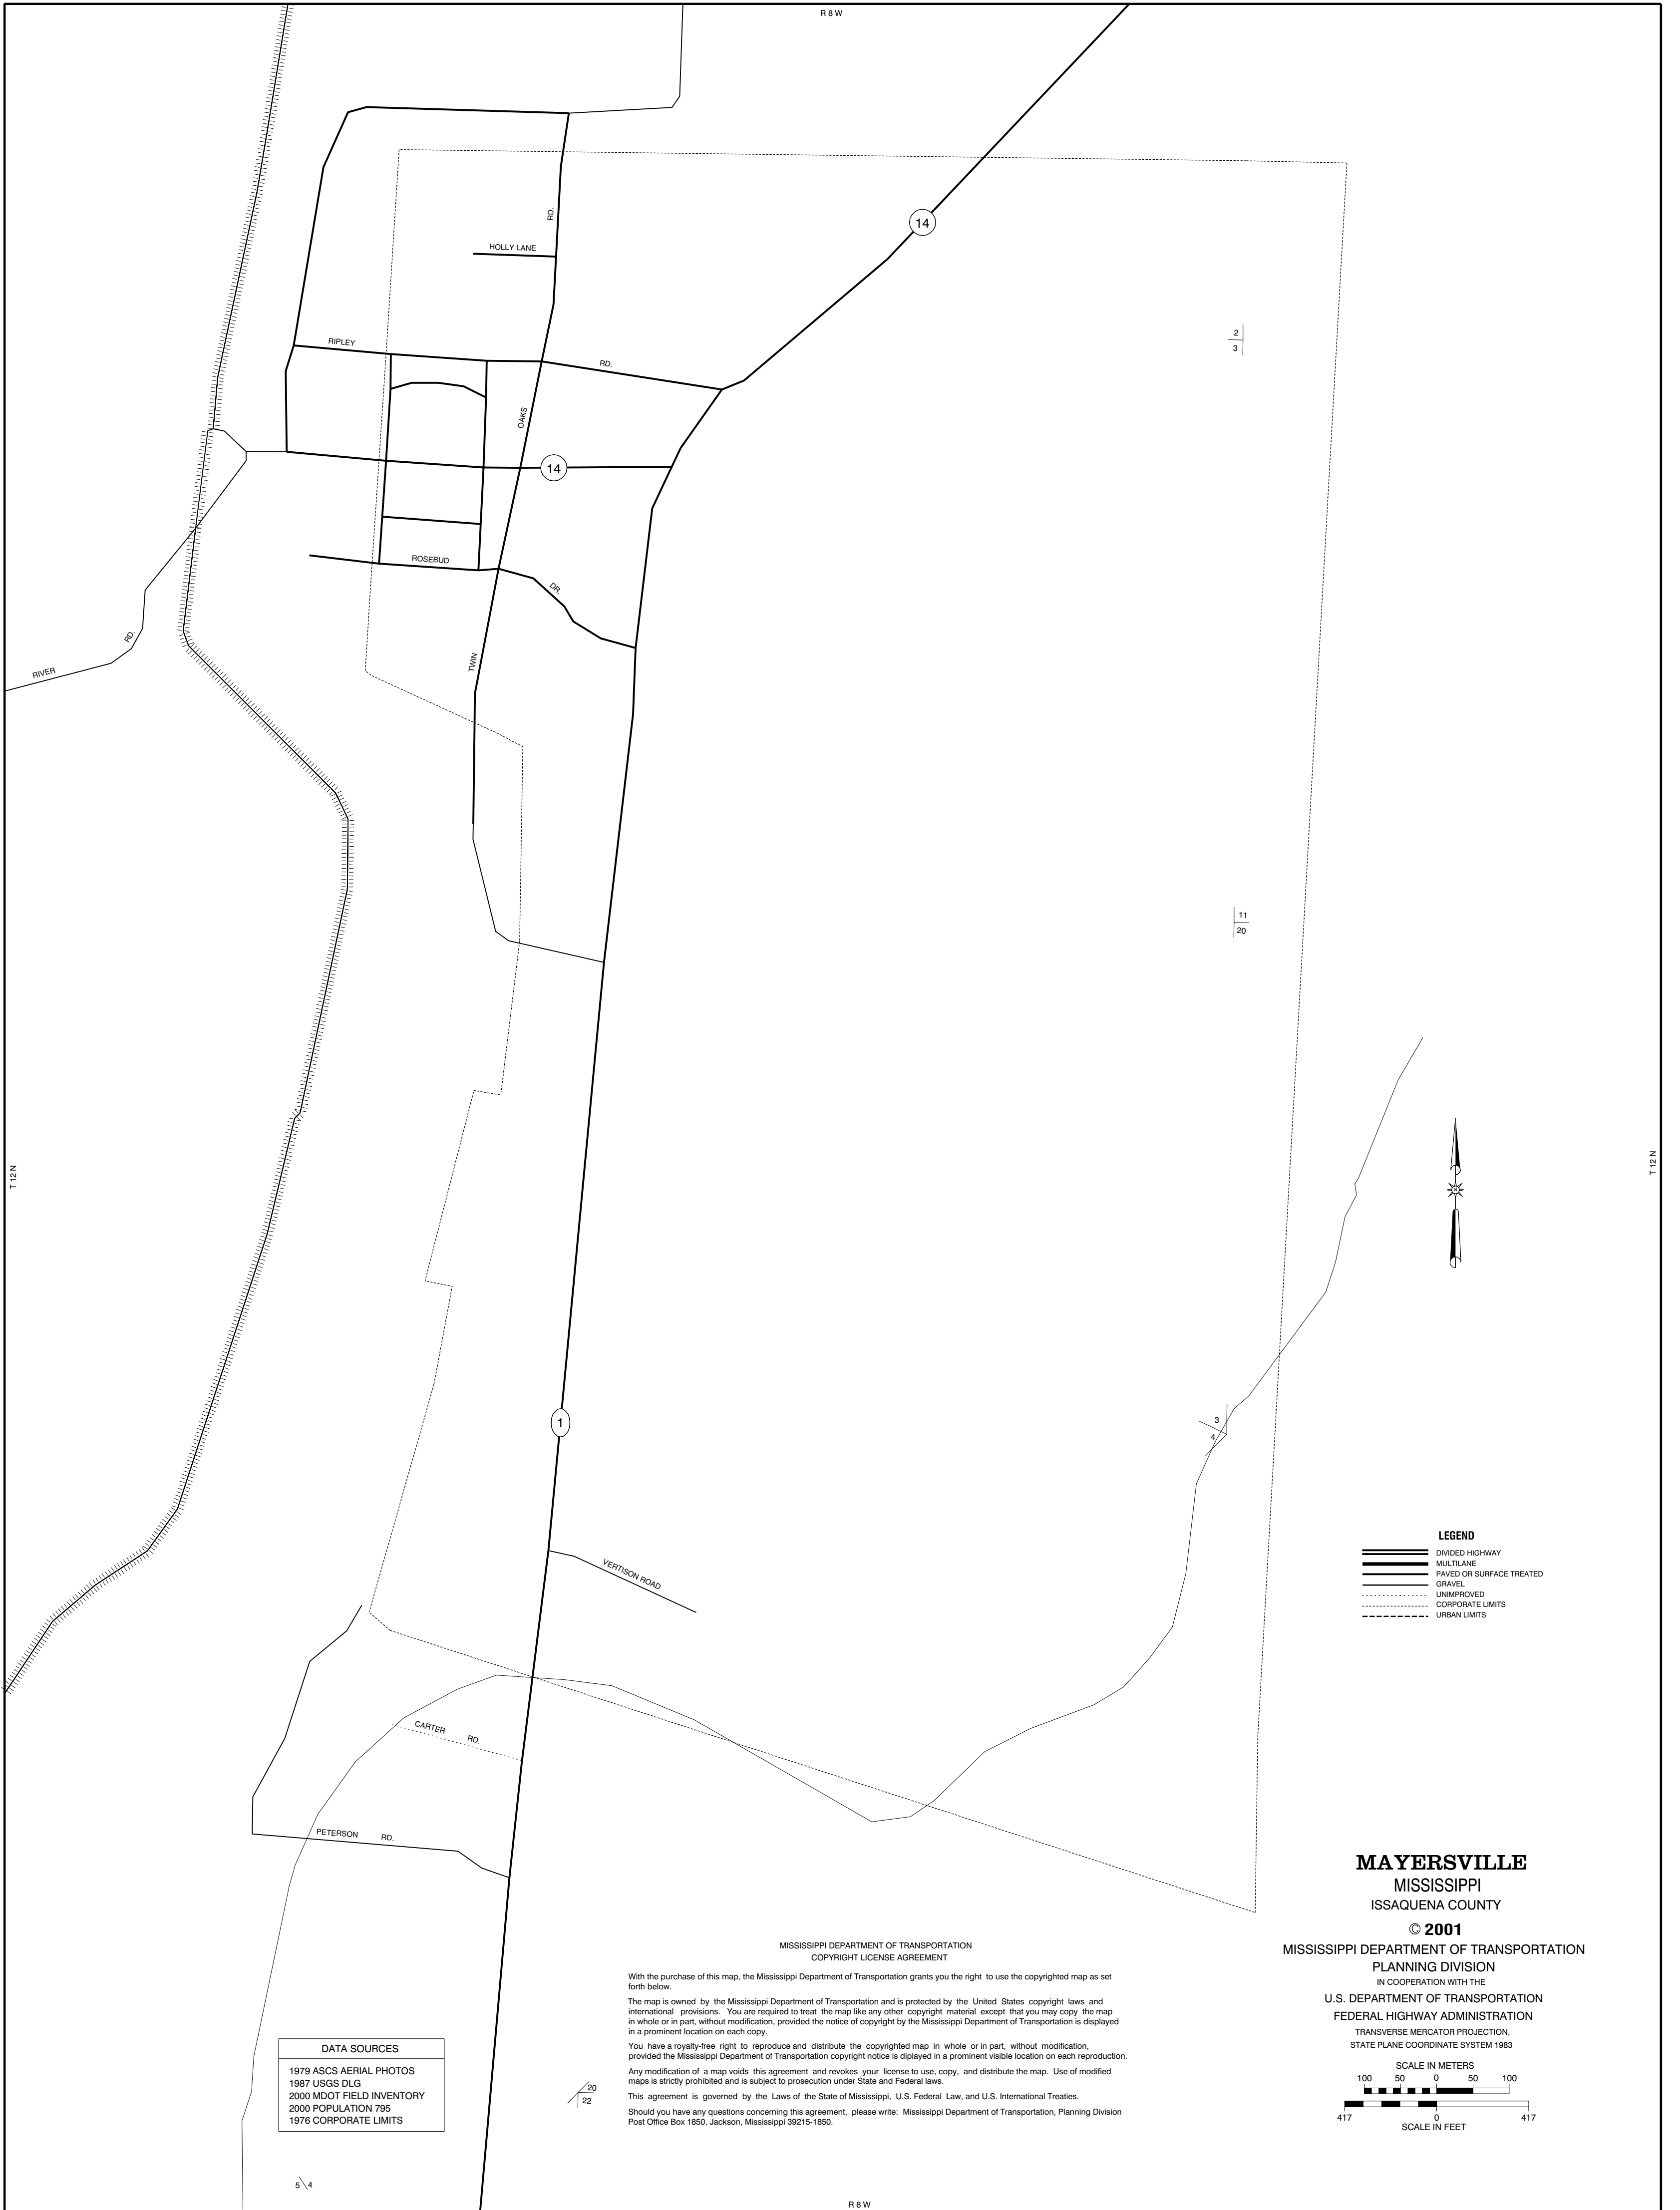 R 8 W
14
RD.
HOLLY LANE
2
3
RIPLEY
RD.
OAKS
14
ROSEBUD
DR.
RD.
RIVER
TWIN
11
20
T 12 N
T 12 N
1
3
4
VERTISON ROAD
LEGEND
DIVIDED HIGHWAY
MULTILANE
PAVED OR SURFACE TREATED
GRAVEL
UNIMPROVED
CORPORATE LIMITS
URBAN LIMITS
CARTER RD.
PETERSON RD.
MAYERSVILLE
MISSISSIPPI
ISSAQUENA COUNTY
© 2001
MISSISSIPPI DEPARTMENT OF TRANSPORTATION
PLANNING DIVISION
IN COOPERATION WITH THE
U.S. DEPARTMENT OF TRANSPORTATION
FEDERAL HIGHWAY ADMINISTRATION
TRANSVERSE MERCATOR PROJECTION,
STATE PLANE COORDINATE SYSTEM 1983
SCALE IN METERS
100 50 0 50 100
417 0 417
SCALE IN FEET
MISSISSIPPI DEPARTMENT OF TRANSPORTATION
COPYRIGHT LICENSE AGREEMENT
With the purchase of this map, the Mississippi Department of Transportation grants you the right to use the copyrighted map as set
forth below.
The map is owned by the Mississippi Department of Transportation and is protected by the United States copyright laws and
international provisions. You are required to treat the map like any other copyright material except that you may copy the map
in whole or in part, without modification, provided the notice of copyright by the Mississippi Department of Transportation is displayed
in a prominent location on each copy.
You have a royalty-free right to reproduce and distribute the copyrighted map in whole or in part, without modification,
provided the Mississippi Department of Transportation copyright notice is diplayed in a prominent visible location on each reproduction.
Any modification of a map voids this agreement and revokes your license to use, copy, and distribute the map. Use of modified
maps is strictly prohibited and is subject to prosecution under State and Federal laws.
This agreement is governed by the Laws of the State of Mississippi, U.S. Federal Law, and U.S. International Treaties.
Should you have any questions concerning this agreement, please write: Mississippi Department of Transportation, Planning Division
Post Office Box 1850, Jackson, Mississippi 39215-1850.
DATA SOURCES
1979 ASCS AERIAL PHOTOS
1987 USGS DLG
2000 MDOT FIELD INVENTORY
2000 POPULATION 795
1976 CORPORATE LIMITS
20
22
5 4
R 8 W